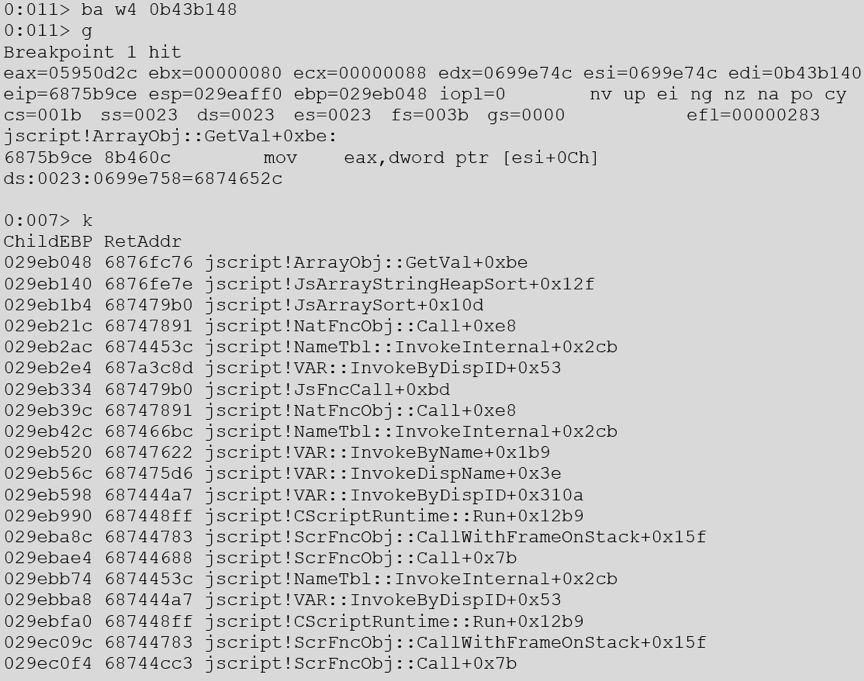 0:011> ba w4 0b43b148
0:011> g
Breakpoint 1 hit
eax=05950d2c ebx=00000080 ecx=00000088 edx=0699e74c esi=0699e74c edi=0b43b140
eip=6875b9ce esp=029eaff0 ebp=029eb048 iopl=0 nv up ei ng nz na po cy
cs=001b ss=0023 ds=0023 es=0023 fs=003b gs=0000 efl=00000283
jscript!ArrayObj::GetVal+0xbe:
6875b9ce 8b460c mov eax,dword ptr [esi+0Ch]
ds:0023:0699e758=6874652c
0:007> k
ChildEBP RetAddr
029eb048 6876fc76 jscript!ArrayObj::GetVal+0xbe
029eb140 6876fe7e jscript!JsArrayStringHeapSort+0x12f
029eb1b4 687479b0 jscript!JsArraySort+0x10d
029eb21c 68747891 jscript!NatFncObj::Call+0xe8
029eb2ac 6874453c jscript!NameTbl::InvokeInternal+0x2cb
029eb2e4 687a3c8d jscript!VAR::InvokeByDispID+0x53
029eb334 687479b0 jscript!JsFncCall+0xbd
029eb39c 68747891 jscript!NatFncObj::Call+0xe8
029eb42c 687466bc jscript!NameTbl::InvokeInternal+0x2cb
029eb520 68747622 jscript!VAR::InvokeByName+0x1b9
029eb56c 687475d6 jscript!VAR::InvokeDispName+0x3e
029eb598 687444a7 jscript!VAR::InvokeByDispID+0x310a
029eb990 687448ff jscript!CScriptRuntime::Run+0x12b9
029eba8c 68744783 jscript!ScrFncObj::CallWithFrameOnStack+0x15f
029ebae4 68744688 jscript!ScrFncObj::Call+0x7b
029ebb74 6874453c jscript!NameTbl::InvokeInternal+0x2cb
029ebba8 687444a7 jscript!VAR::InvokeByDispID+0x53
029ebfa0 687448ff jscript!CScriptRuntime::Run+0x12b9
029ec09c 68744783 jscript!ScrFncObj::CallWithFrameOnStack+0x15f
029ec0f4 68744cc3 jscript!ScrFncObj::Call+0x7b